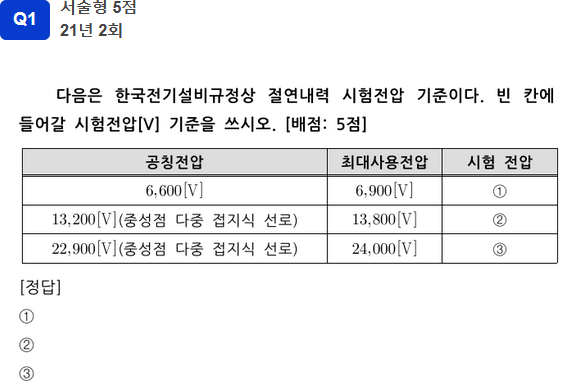 Q1
서술형 5점
21년 2회
다음은 한국전기설비규정상 절연내력 시험전압 기준이다. 빈 칸에
들어갈 시험전압[V] 기준을 쓰시오. [배점: 5점]
공칭전압 최대사용전압 시험 전압
6,600[V] 6,900[V] ①
13,200[V](중성점 다중 접지식 선로) 13,800[V] ②
22,900[V](중성점 다중 접지식 선로) 24,000[V] ③
[정답]
①
②
③